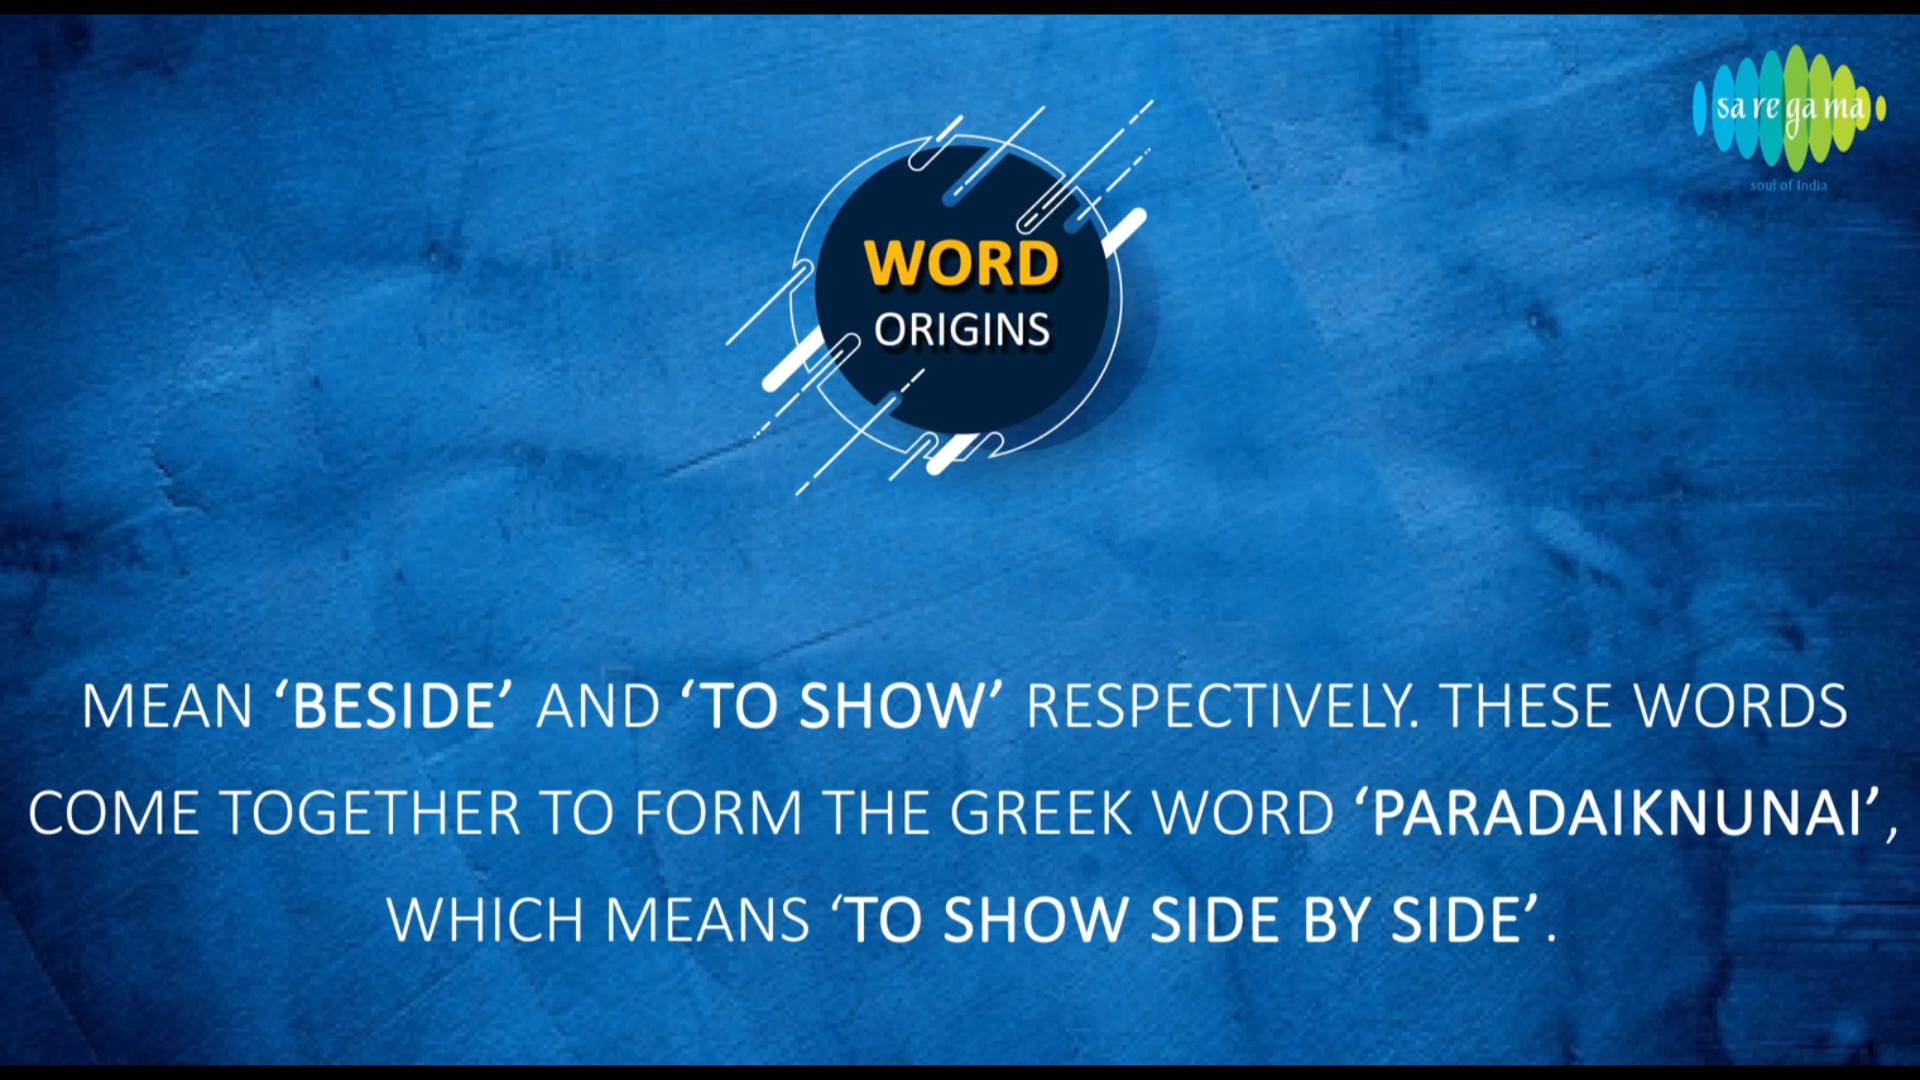 sa re ga ma
soul of India
WORD
ORIGINS
MEAN ‘BESIDE’ AND ‘TO SHOW’ RESPECTIVELY. THESE WORDS
COME TOGETHER TO FORM THE GREEK WORD ‘PARADAIKNUNAI’,
WHICH MEANS ‘TO SHOW SIDE BY SIDE’.